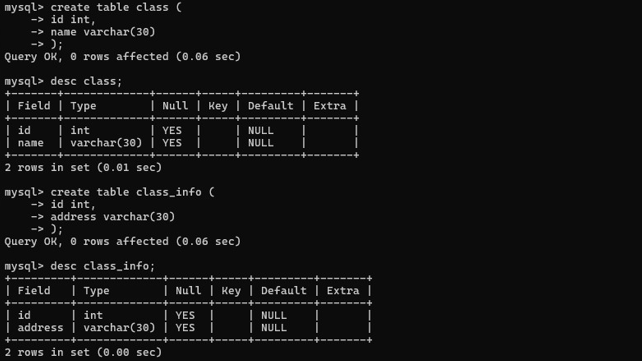 mysql> create table class (
    -> id int,
    -> name varchar(30)
    -> );
Query OK, 0 rows affected (0.06 sec)

mysql> desc class;
+-------+-------------+------+-----+---------+-------+
| Field | Type        | Null | Key | Default | Extra |
+-------+-------------+------+-----+---------+-------+
| id    | int         | YES  |     | NULL    |       |
| name  | varchar(30) | YES  |     | NULL    |       |
+-------+-------------+------+-----+---------+-------+
2 rows in set (0.01 sec)

mysql> create table class_info (
    -> id int,
    -> address varchar(30)
    -> );
Query OK, 0 rows affected (0.06 sec)

mysql> desc class_info;
+---------+-------------+------+-----+---------+-------+
| Field   | Type        | Null | Key | Default | Extra |
+---------+-------------+------+-----+---------+-------+
| id      | int         | YES  |     | NULL    |       |
| address | varchar(30) | YES  |     | NULL    |       |
+---------+-------------+------+-----+---------+-------+
2 rows in set (0.00 sec)